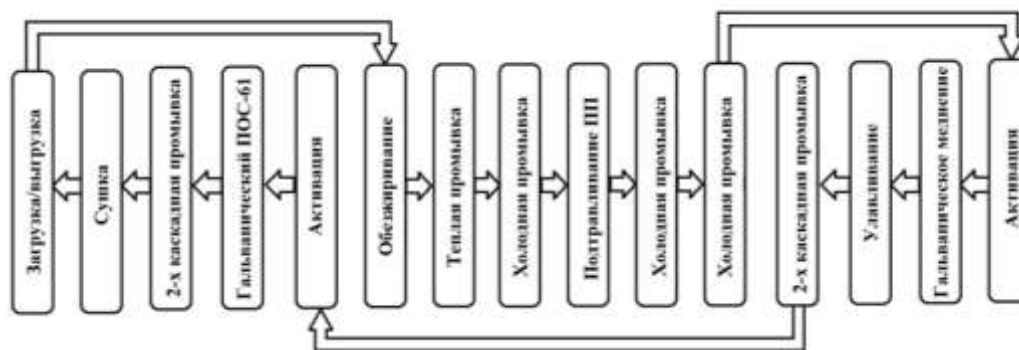 Загрузка/выгрузка
Сушка
2-х каскадная промывка
Гальванический ПОС-61
Активация
Обезжиривание
Теплая промывка
Холодная промывка
Подтравливание ПП
Холодная промывка
Холодная промывка
2-х каскадная промывка
Улавливание
Гальваническое меднение
Активация